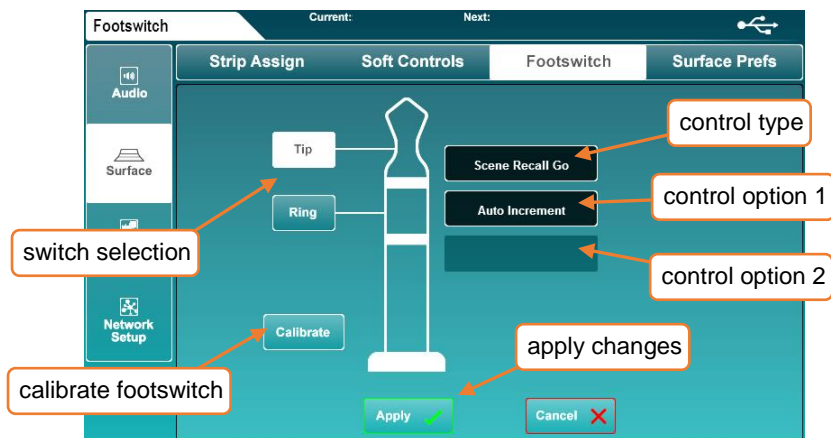 Footswitch
Current:
Next:
Strip Assign
Soft Controls
Footswitch
Surface Prefs
Audio
control type
Tip
Scene Recall Go
Surface
control option 1
Ring
Auto Increment
switch selection
control option 2
Network
Setup
Calibrate
apply changes
calibrate footswitch
Apply
Cancel